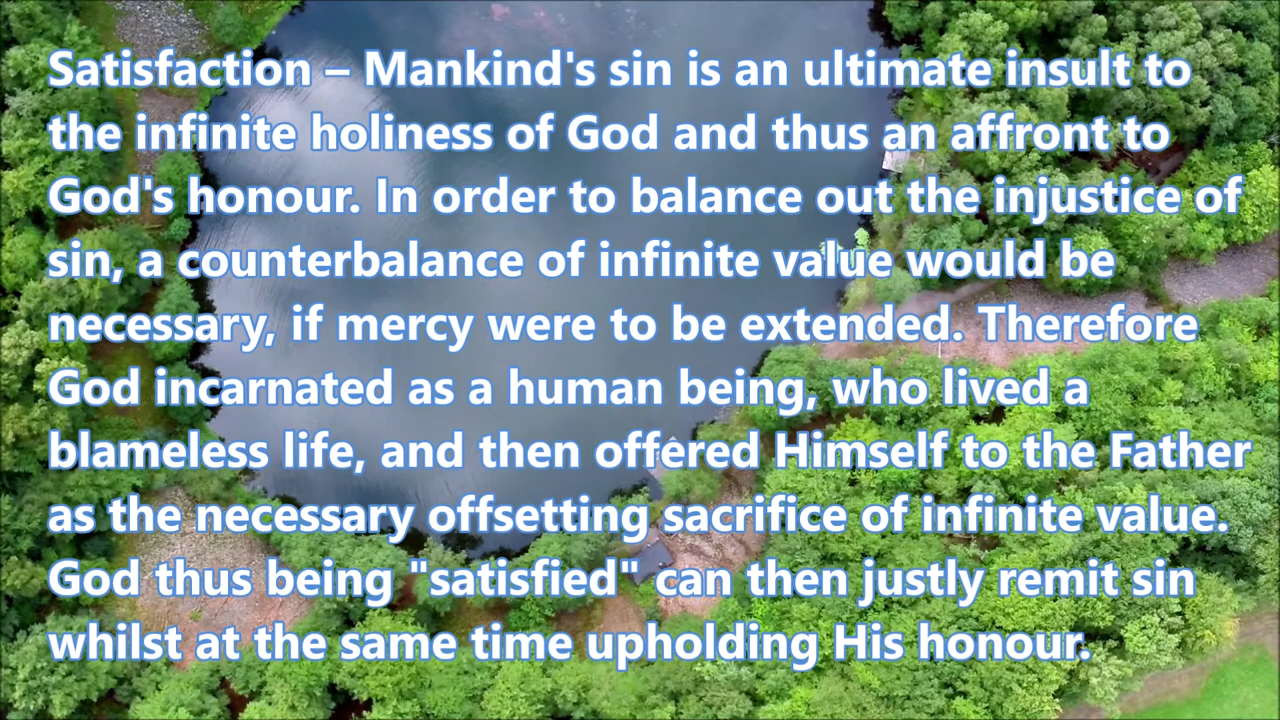 Satisfaction – Mankind's sin is an ultimate insult to
the infinite holiness of God and thus an affront to
God's honour. In order to balance out the injustice of
sin, a counterbalance of infinite value would be
necessary, if mercy were to be extended. Therefore
God incarnated as a human being, who lived a
blameless life, and then offered Himself to the Father
as the necessary offsetting sacrifice of infinite value.
God thus being "satisfied" can then justly remit sin
whilst at the same time upholding His honour.